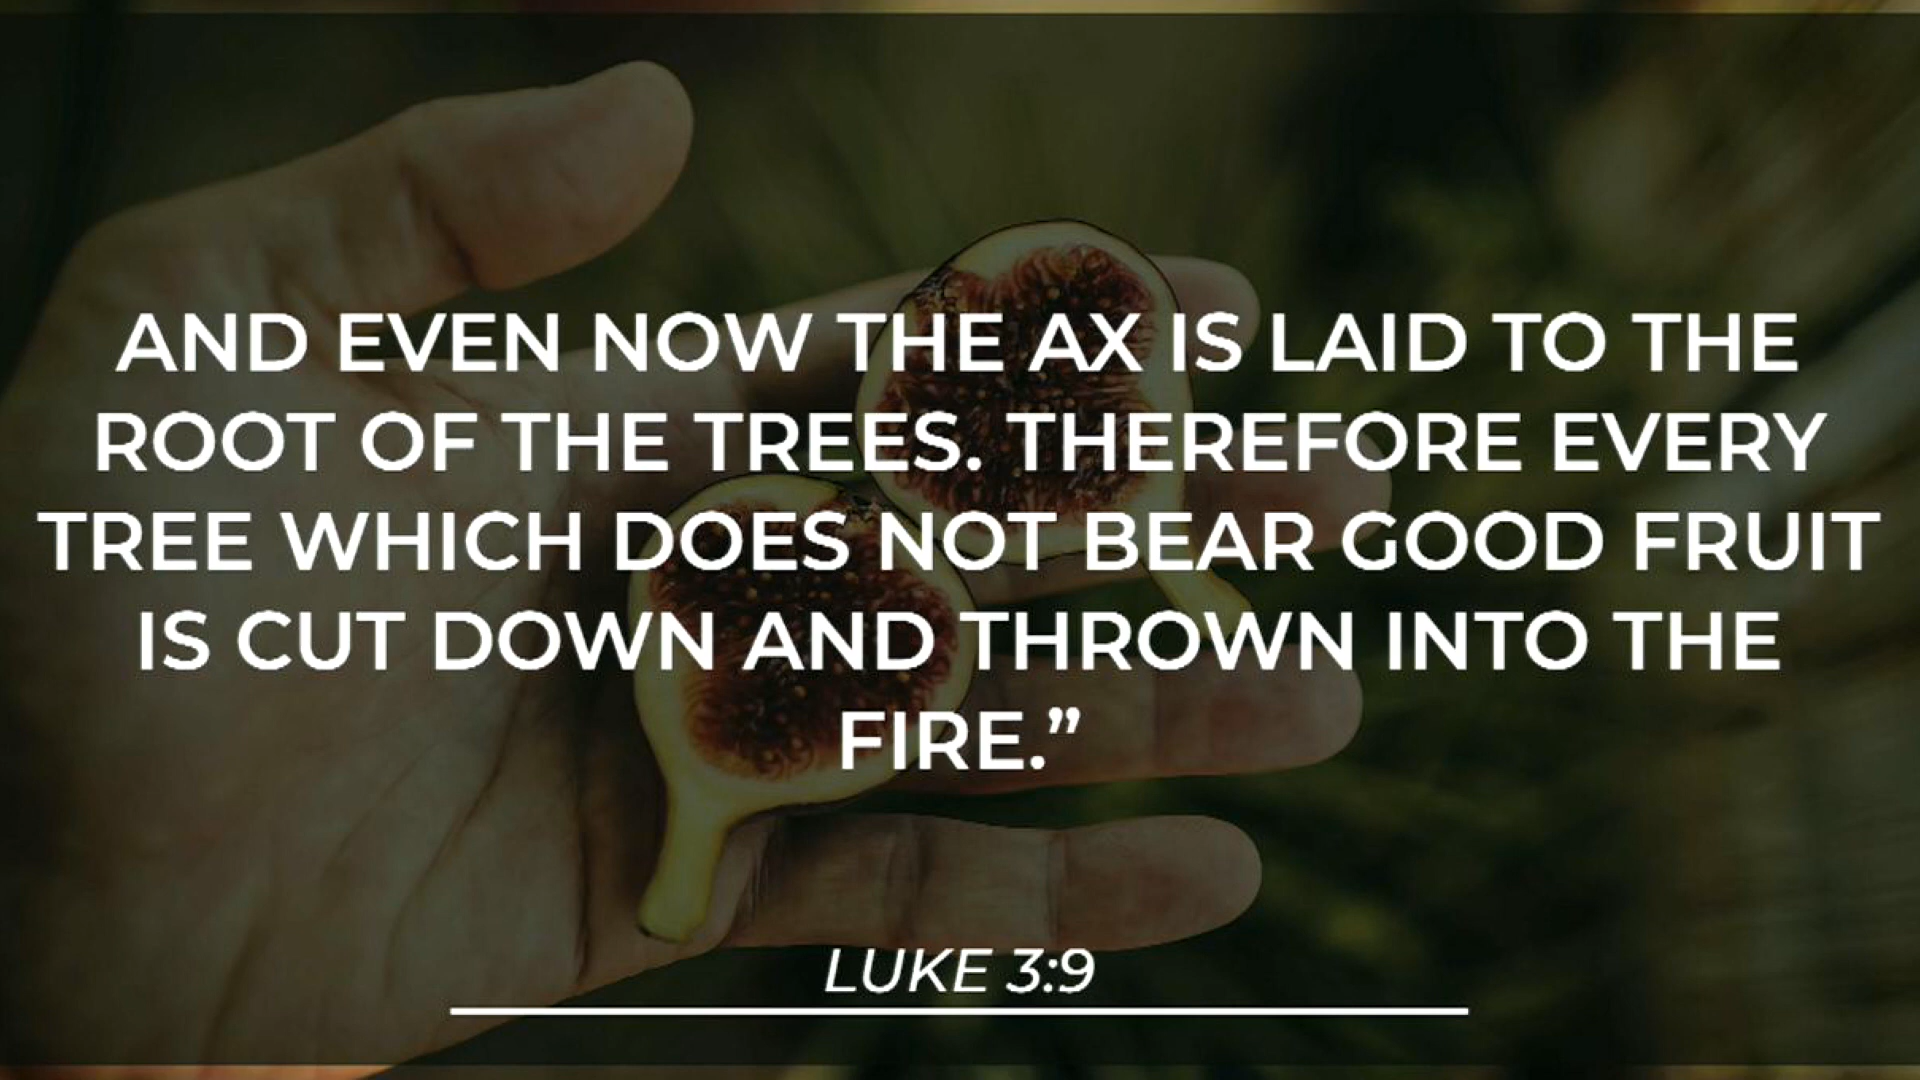 AND EVEN NOW THE AX IS LAID TO THE
ROOT OF THE TREES. THEREFORE EVERY
TREE WHICH DOES NOT BEAR GOOD FRUIT
IS CUT DOWN AND THROWN INTO THE
FIRE.”
LUKE 3:9